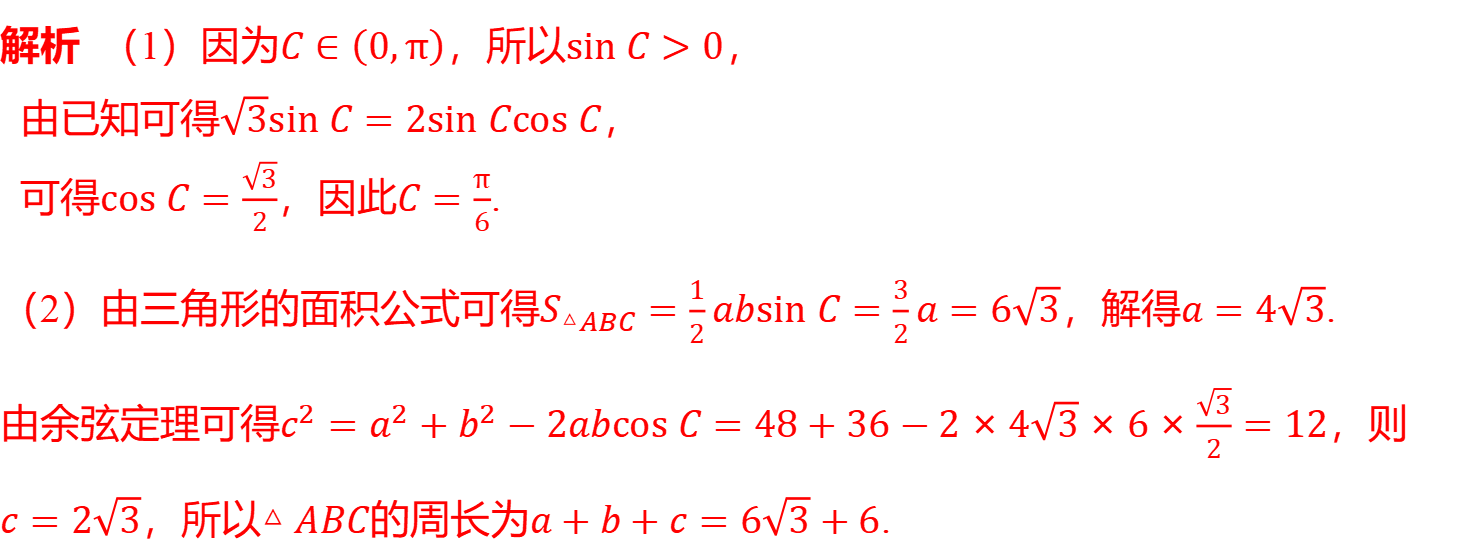 解析 （1）因为C ∈ (0, π)，所以sin C > 0，
由已知可得√3sin C = 2sin Ccos C，
可得cos C = √3/2，因此C = π/6.
（2）由三角形的面积公式可得S△ABC = 1/2 absin C = 3/2 a = 6√3，解得a = 4√3.
由余弦定理可得c² = a² + b² − 2abcos C = 48 + 36 − 2 × 4√3 × 6 × √3/2 = 12，则
c = 2√3，所以△ ABC的周长为a + b + c = 6√3 + 6.